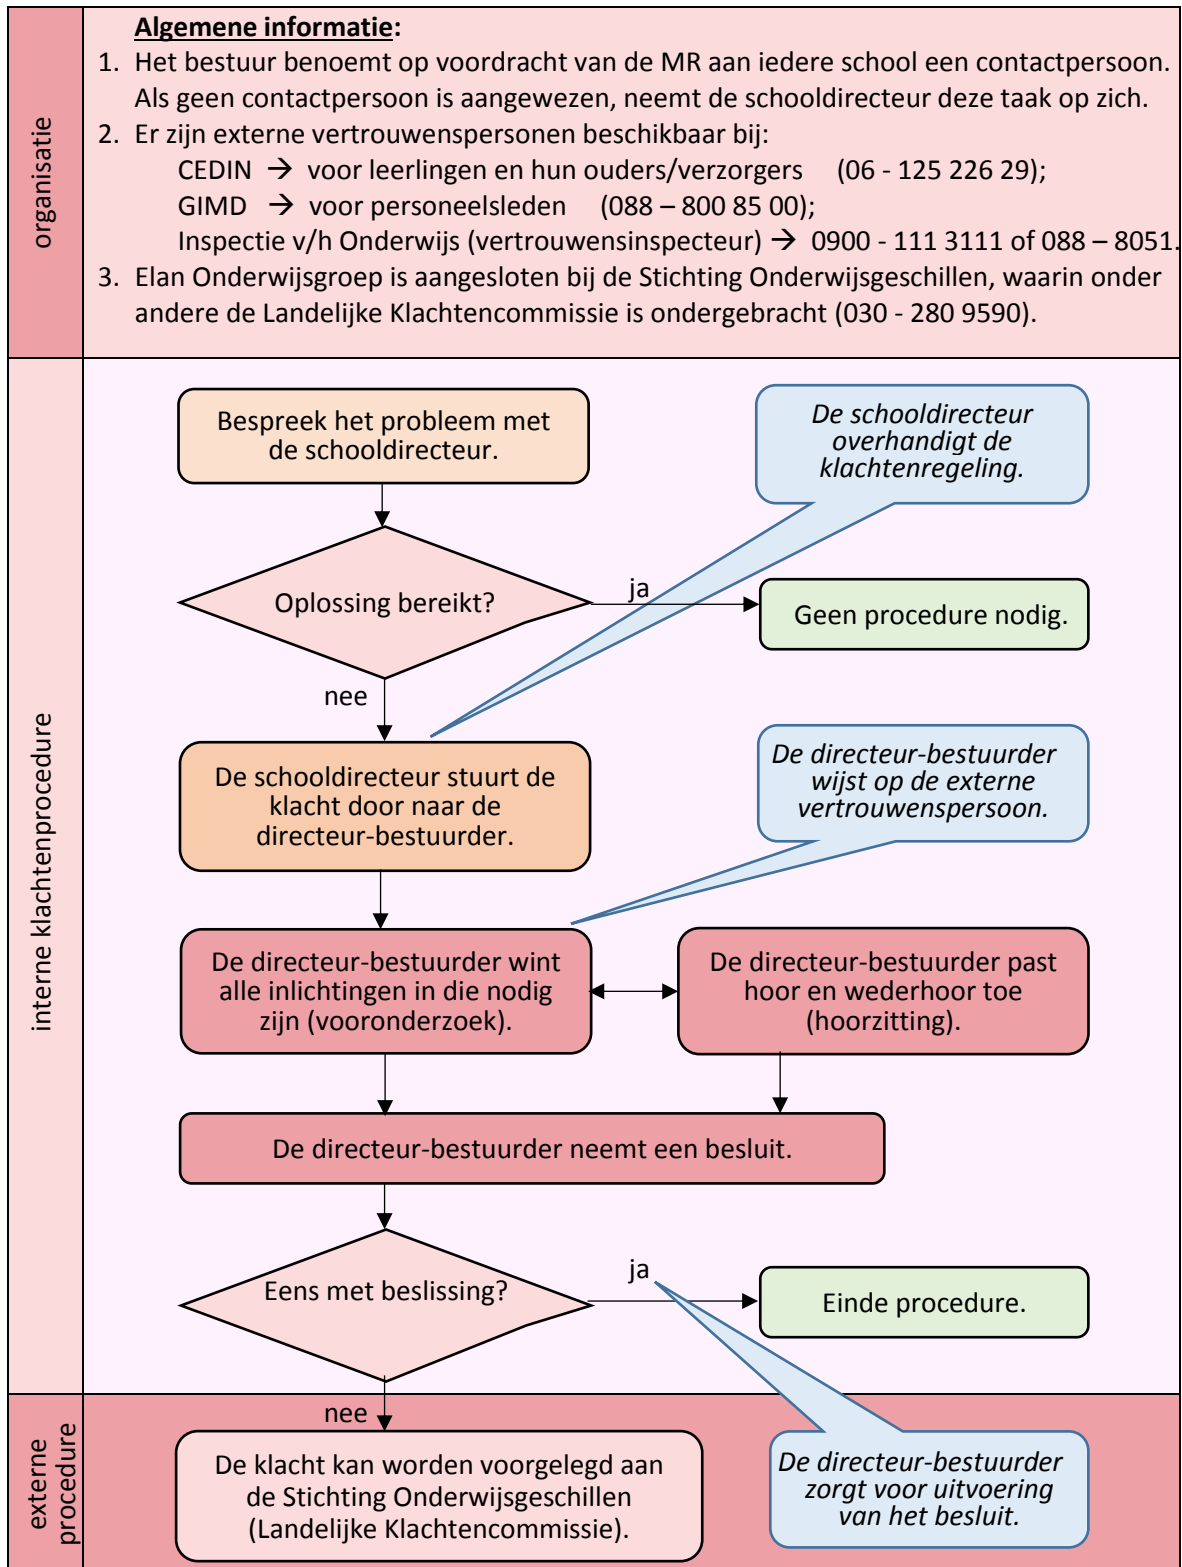 organisatie
Algemene informatie:
1. Het bestuur benoemt op voordracht van de MR aan iedere school een contactpersoon.
Als geen contactpersoon is aangewezen, neemt de schooldirecteur deze taak op zich.
2. Er zijn externe vertrouwenspersonen beschikbaar bij:
CEDIN → voor leerlingen en hun ouders/verzorgers (06 - 125 226 29);
GIMD → voor personeelsleden (088 – 800 85 00);
Inspectie v/h Onderwijs (vertrouwensinspecteur) → 0900 - 111 3111 of 088 – 8051.
3. Elan Onderwijsgroep is aangesloten bij de Stichting Onderwijsgeschillen, waarin onder
andere de Landelijke Klachtencommissie is ondergebracht (030 - 280 9590).
interne klachtenprocedure
Bespreek het probleem met
de schooldirecteur.
De schooldirecteur
overhandigt de
klachtenregeling.
Oplossing bereikt?
ja
Geen procedure nodig.
nee
De schooldirecteur stuurt de
klacht door naar de
directeur-bestuurder.
De directeur-bestuurder
wijst op de externe
vertrouwenspersoon.
De directeur-bestuurder wint
alle inlichtingen in die nodig
zijn (vooronderzoek).
De directeur-bestuurder past
hoor en wederhoor toe
(hoorzitting).
De directeur-bestuurder neemt een besluit.
Eens met beslissing?
ja
Einde procedure.
nee
externe
procedure
De klacht kan worden voorgelegd aan
de Stichting Onderwijsgeschillen
(Landelijke Klachtencommissie).
De directeur-bestuurder
zorgt voor uitvoering
van het besluit.